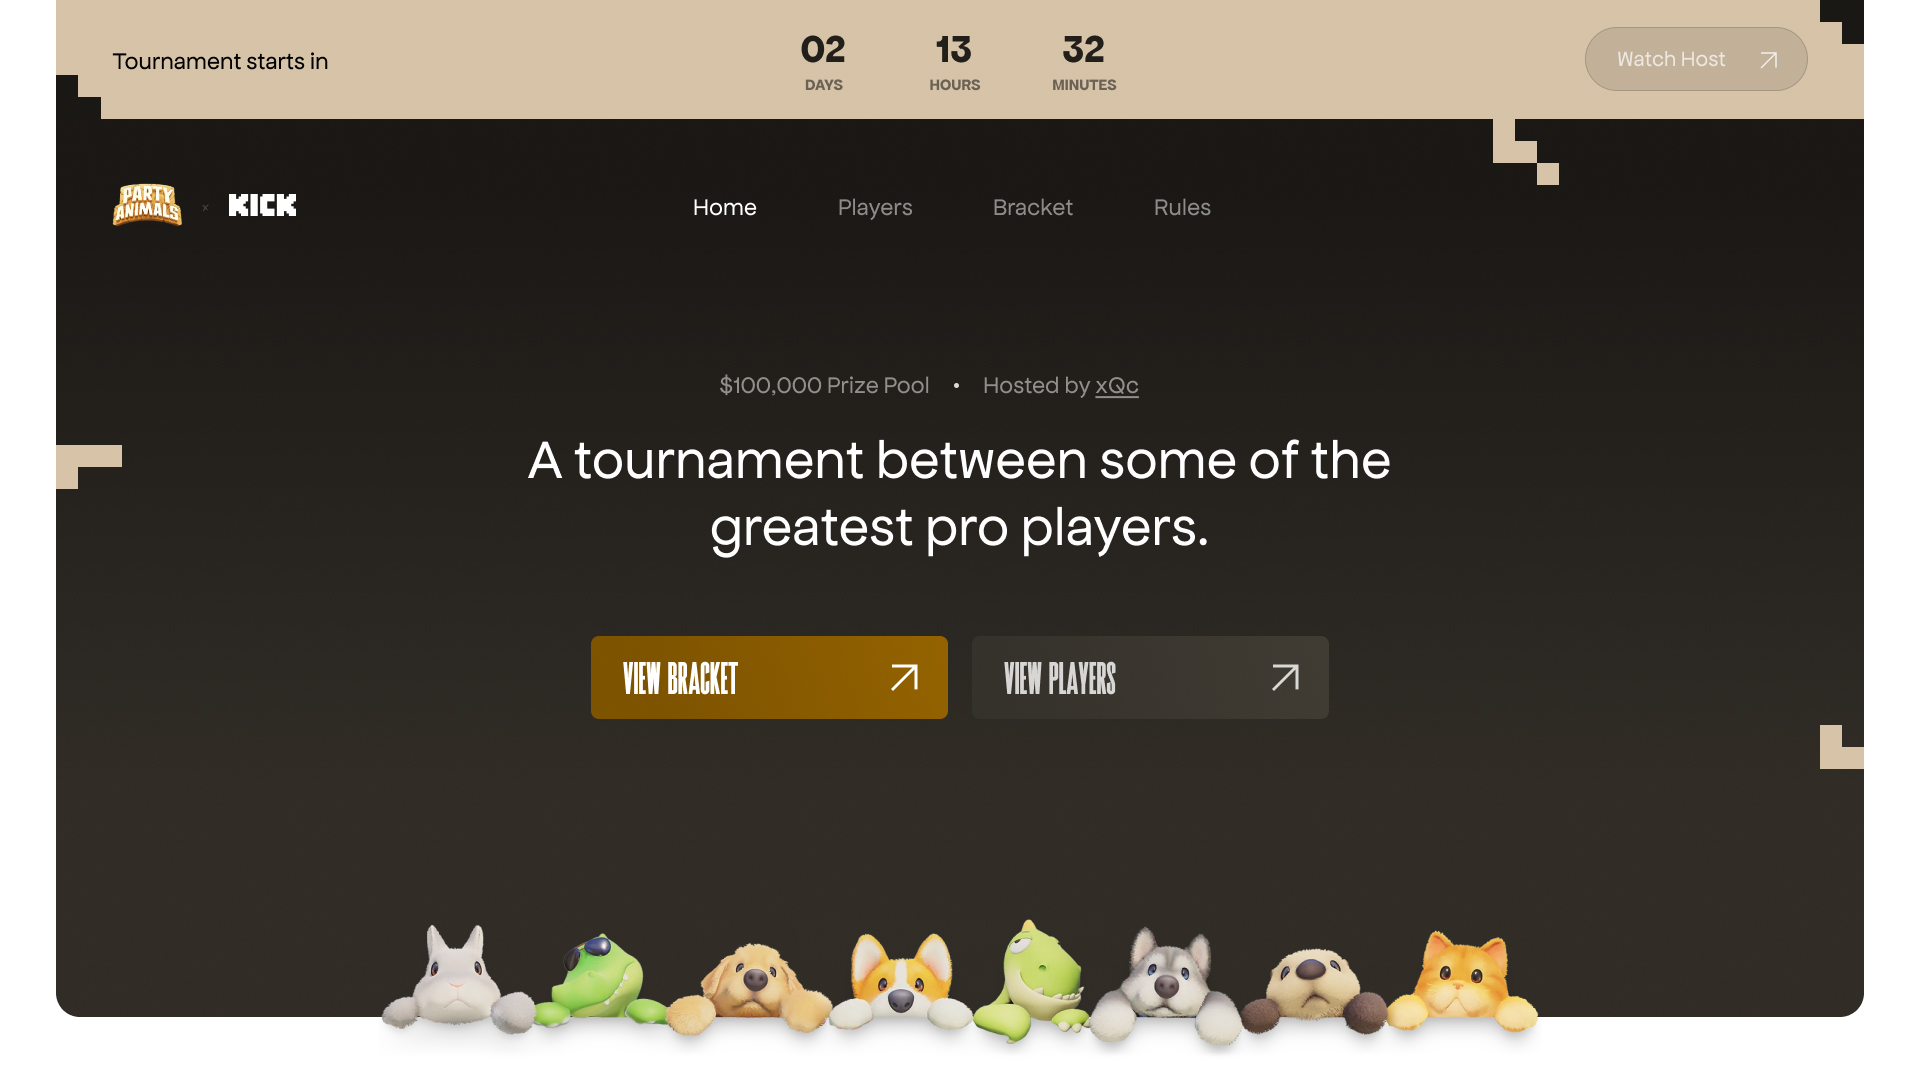 Tournament starts in
02 13 32
DAYS HOURS MINUTES
Watch Host
PARTY
ANIMALS
x KICK
Home Players Bracket Rules
$100,000 Prize Pool • Hosted by xQc
A tournament between some of the
greatest pro players.
VIEW BRACKET
VIEW PLAYERS